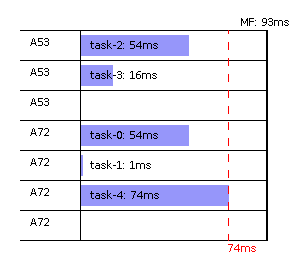 MF: 93ms
A53 task-2: 54ms
A53 task-3: 16ms
A53
A72 task-0: 54ms
A72 task-1: 1ms
A72 task-4: 74ms
A72
74ms